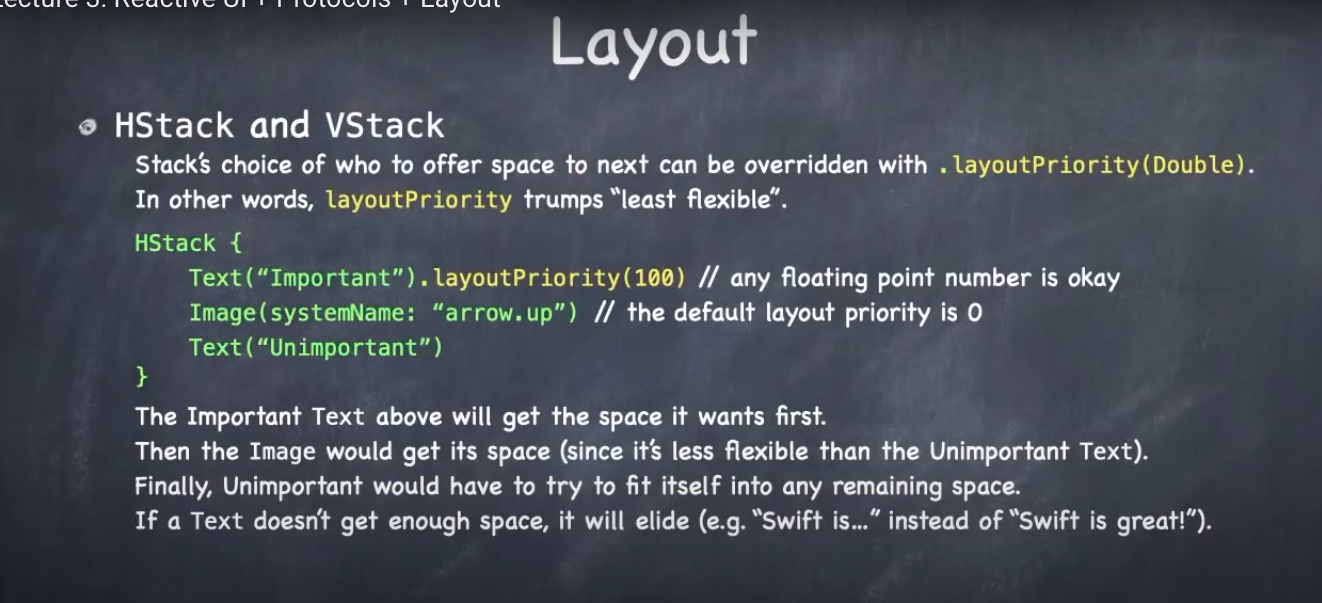 Lecture 3: Reactive UI + Protocols + Layout
Layout
HStack and VStack
Stack's choice of who to offer space to next can be overridden with .layoutPriority(Double).
In other words, layoutPriority trumps “least flexible”.
HStack {
Text(“Important”).layoutPriority(100) // any floating point number is okay
Image(systemName: “arrow.up”) // the default layout priority is 0
Text(“Unimportant”)
}
The Important Text above will get the space it wants first.
Then the Image would get its space (since it's less flexible than the Unimportant Text).
Finally, Unimportant would have to try to fit itself into any remaining space.
If a Text doesn't get enough space, it will elide (e.g. “Swift is…” instead of “Swift is great!”).